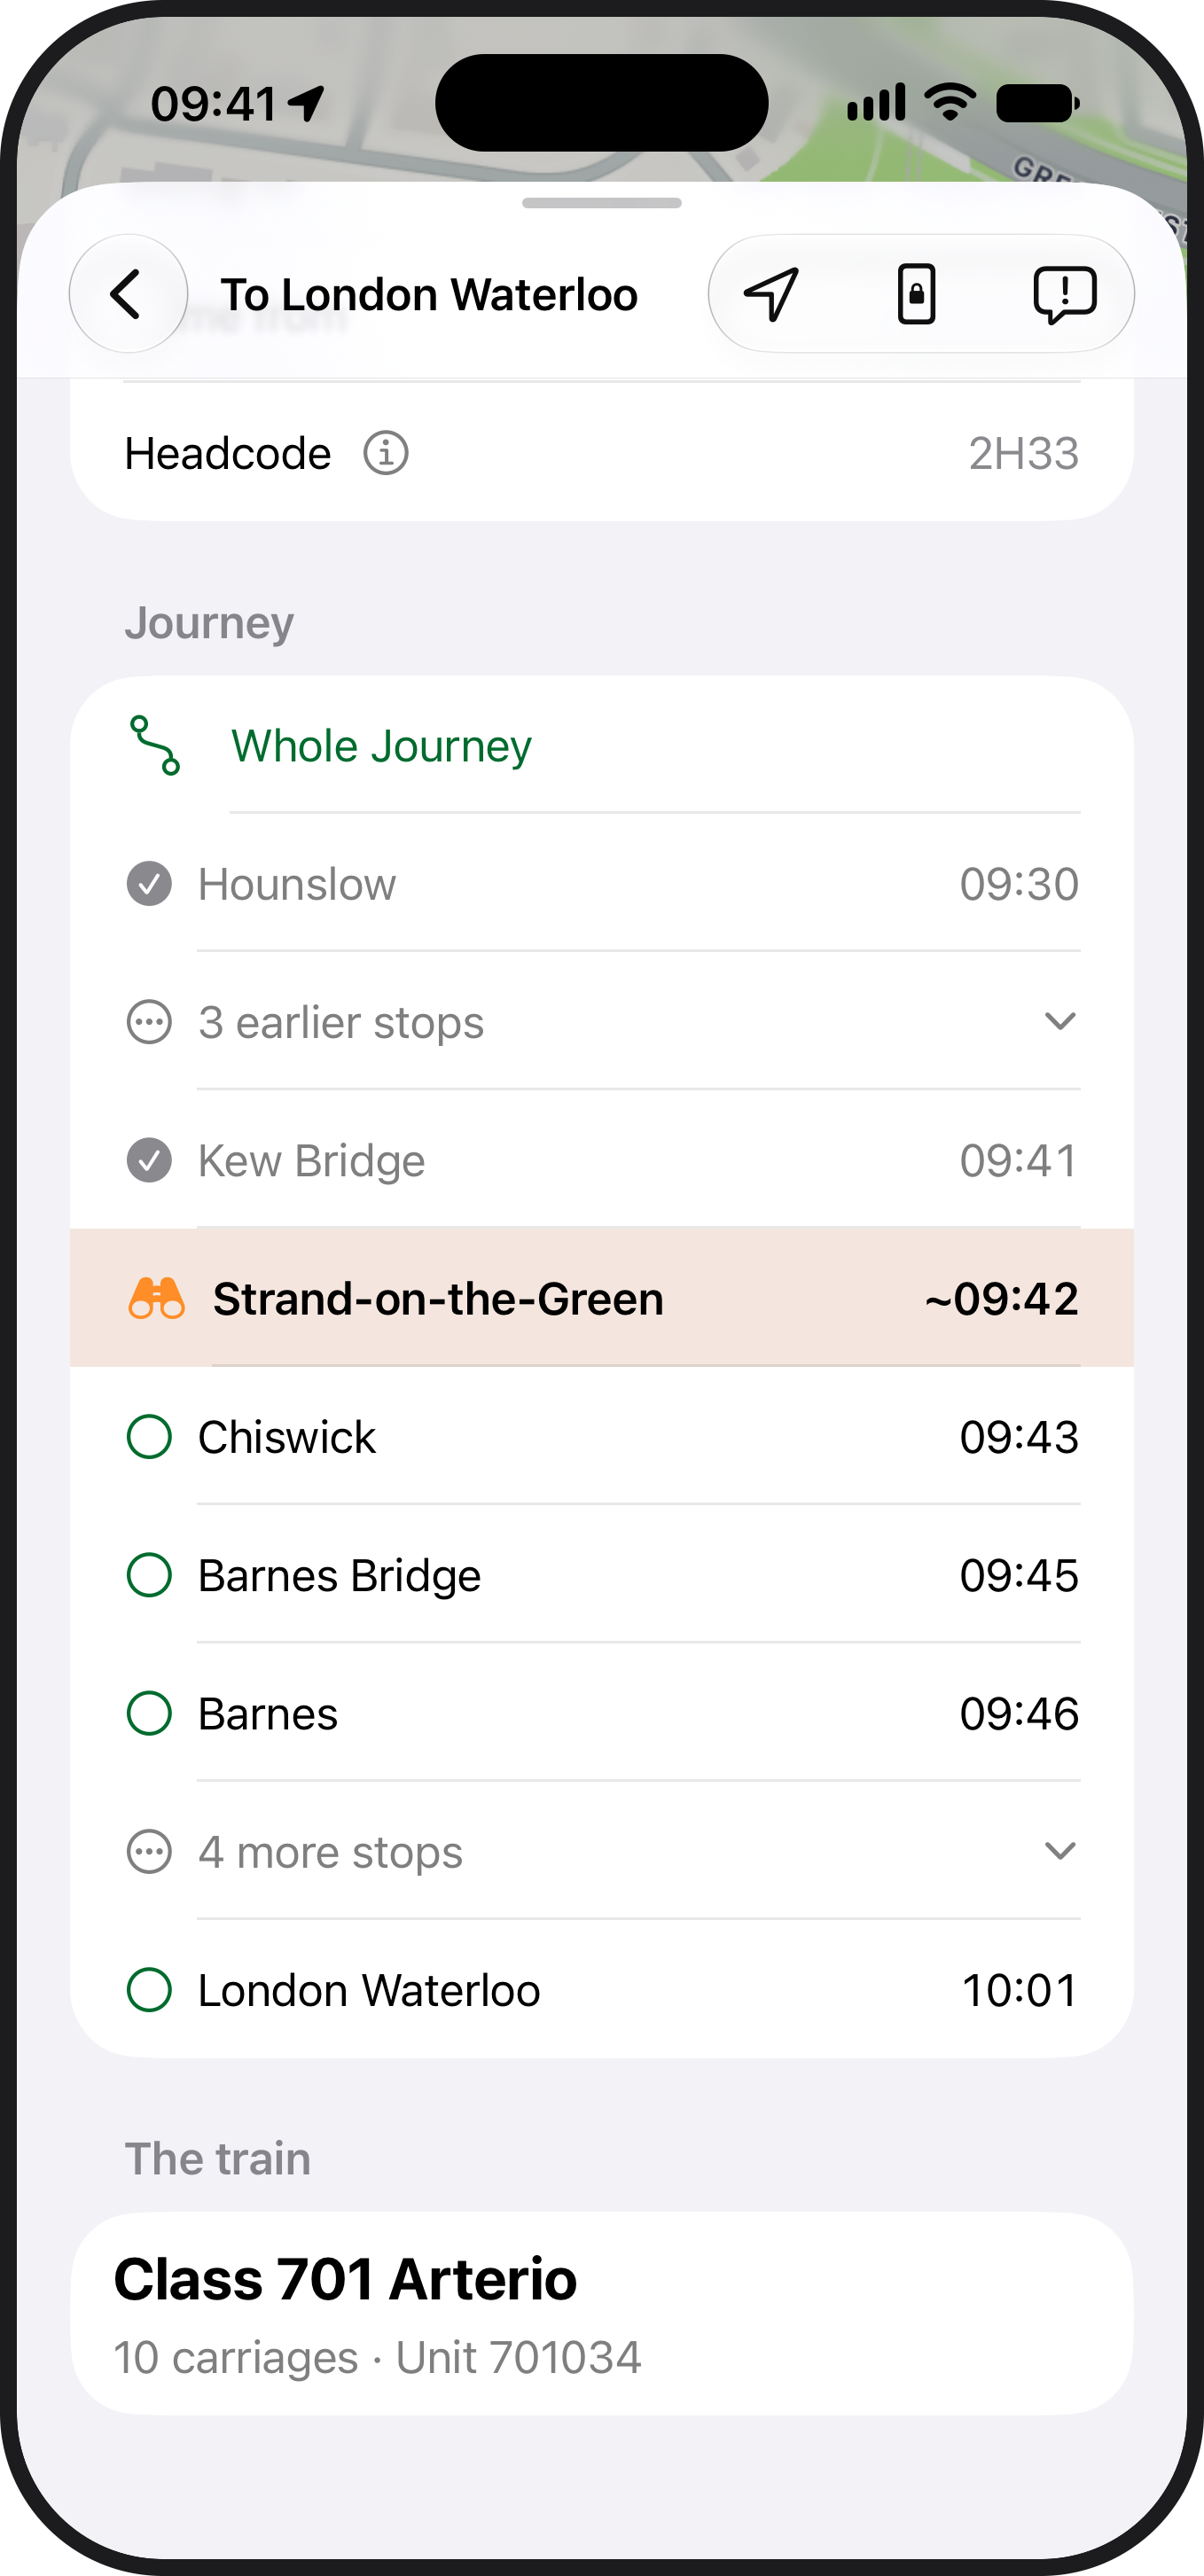 09:41
To London Waterloo
Headcode
2H33
Journey
Whole Journey
Hounslow
09:30
3 earlier stops
Kew Bridge
09:41
Strand-on-the-Green
~09:42
Chiswick
09:43
Barnes Bridge
09:45
Barnes
09:46
4 more stops
London Waterloo
10:01
The train
Class 701 Arterio
10 carriages · Unit 701034